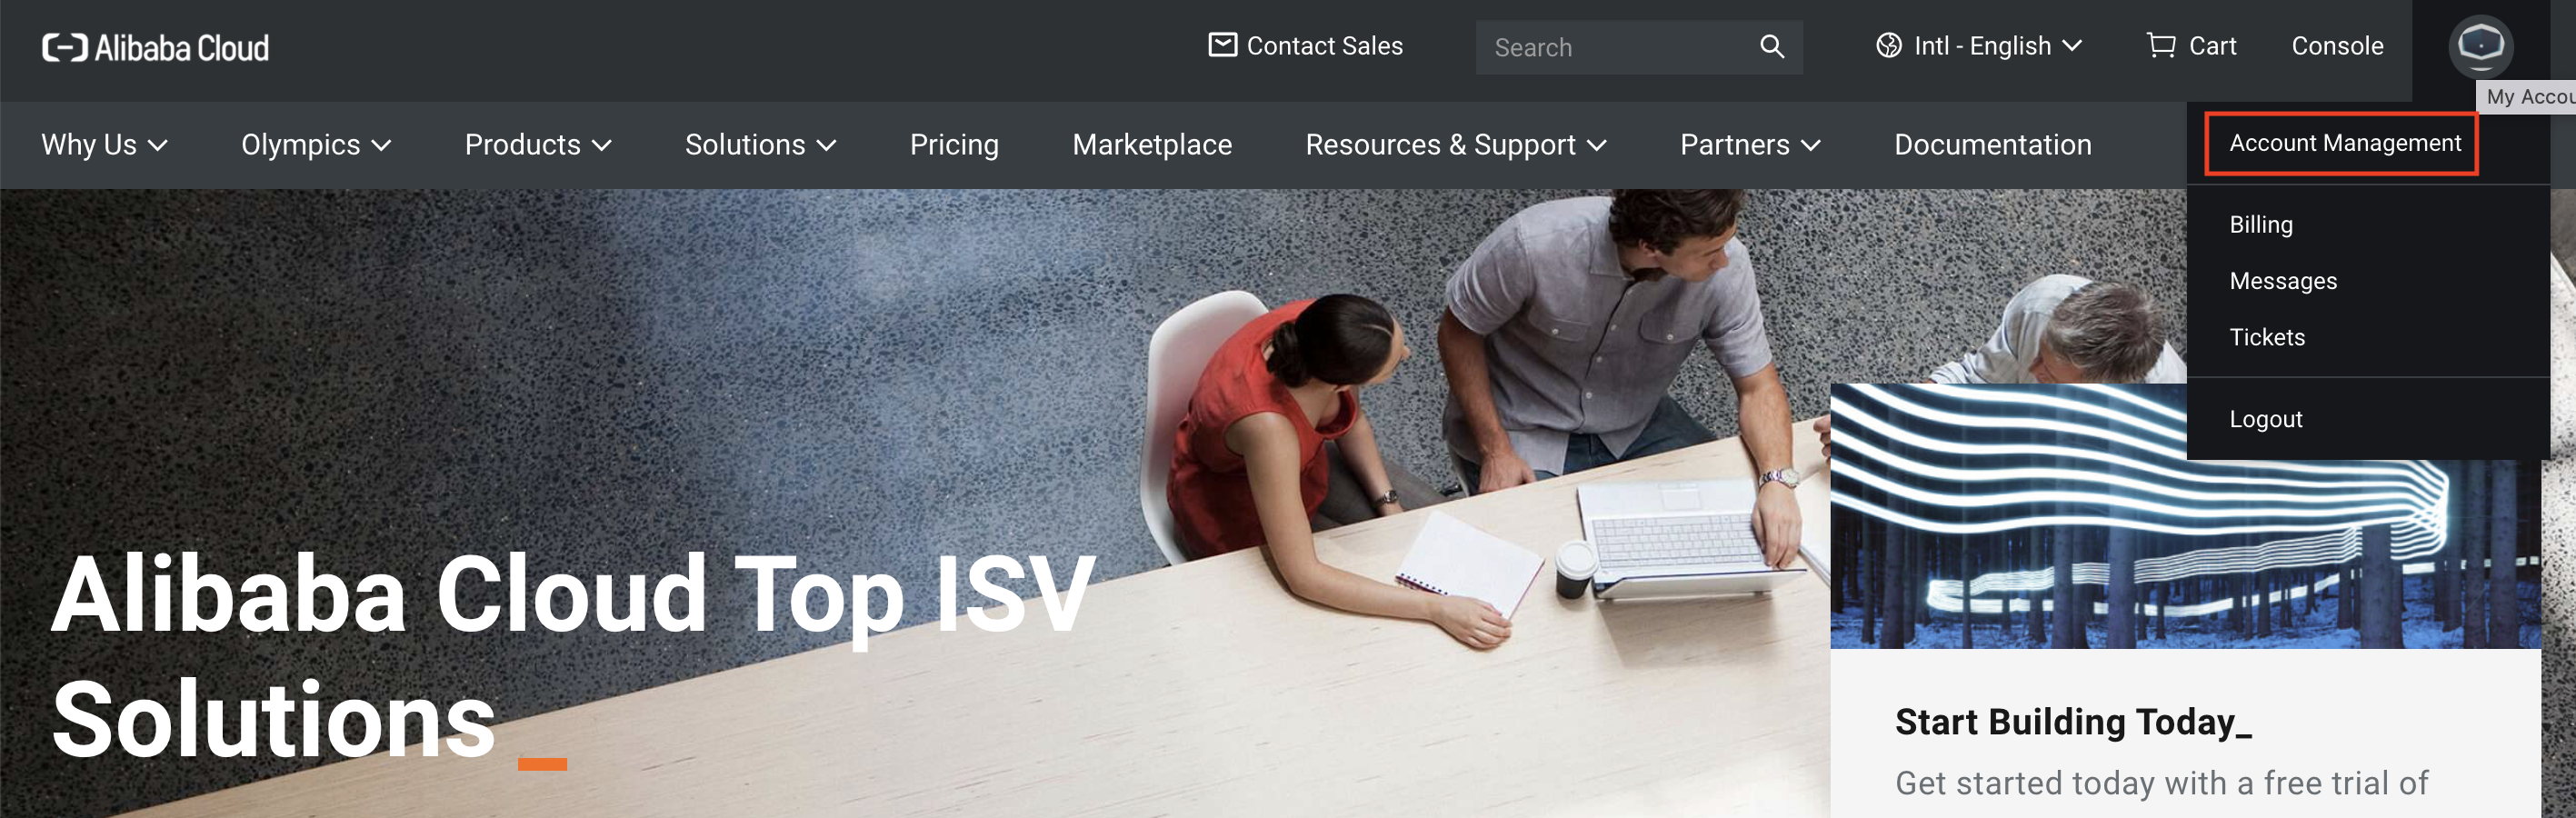 Alibaba Cloud
Contact Sales
Search
Intl - English
Cart
Console
My Accou
Why Us
Olympics
Products
Solutions
Pricing
Marketplace
Resources & Support
Partners
Documentation
Account Management
Billing
Messages
Tickets
Logout
Alibaba Cloud Top ISV
Solutions _
Start Building Today_
Get started today with a free trial of